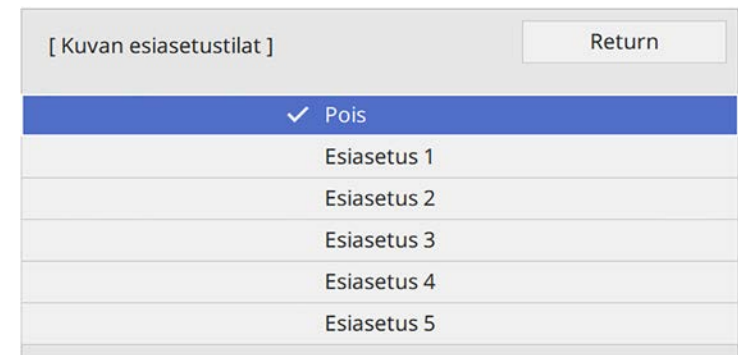 [ Kuvan esiasetustilat ]
Return
Pois
Esiasetus 1
Esiasetus 2
Esiasetus 3
Esiasetus 4
Esiasetus 5